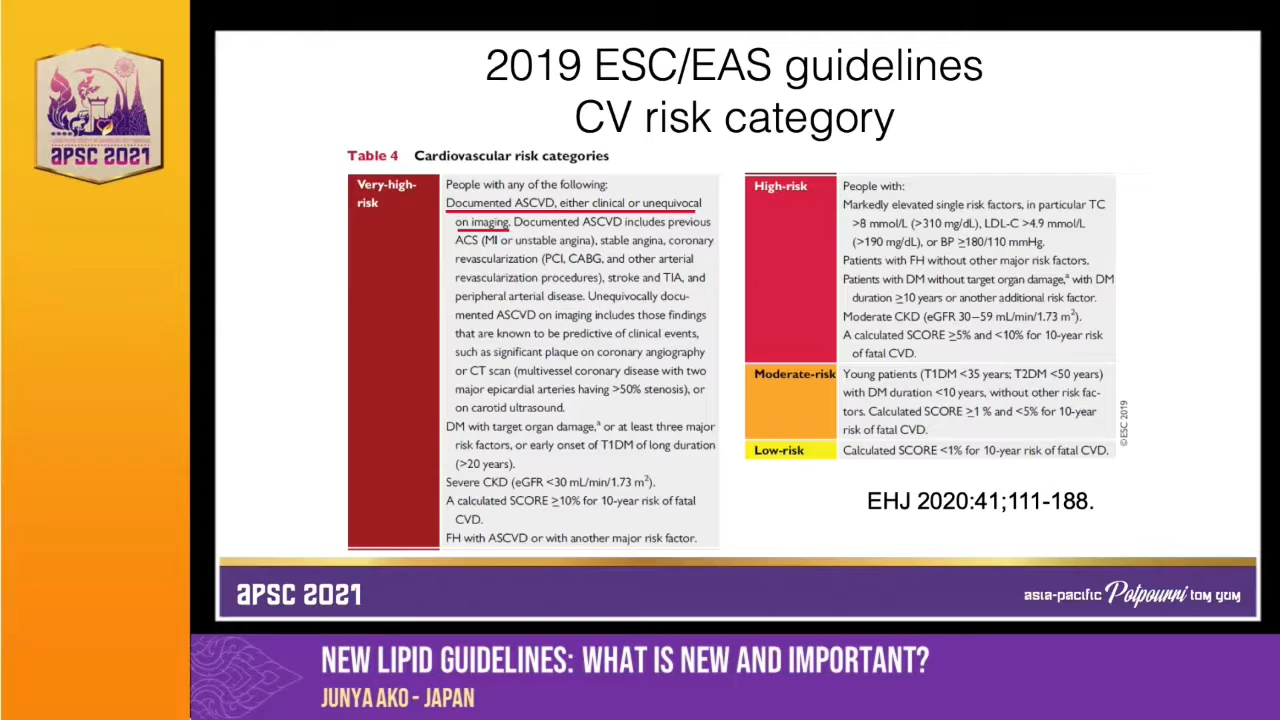 APSC 2021
2019 ESC/EAS guidelines
CV risk category
Table 4 Cardiovascular risk categories
Very-high-
risk
People with any of the following:
Documented ASCVD, either clinical or unequivocal
on imaging. Documented ASCVD includes previous
ACS (MI or unstable angina), stable angina, coronary
revascularization (PCI, CABG, and other arterial
revascularization procedures), stroke and TIA, and
peripheral arterial disease. Unequivocally docu-
mented ASCVD on imaging includes those findings
that are known to be predictive of clinical events,
such as significant plaque on coronary angiography
or CT scan (multivessel coronary disease with two
major epicardial arteries having >50% stenosis), or
on carotid ultrasound.
DM with target organ damage,ᵃ or at least three major
risk factors, or early onset of T1DM of long duration
(>20 years).
Severe CKD (eGFR <30 mL/min/1.73 m²).
A calculated SCORE ≥10% for 10-year risk of fatal
CVD.
FH with ASCVD or with another major risk factor.
High-risk
People with:
Markedly elevated single risk factors, in particular TC
>8 mmol/L (>310 mg/dL), LDL-C >4.9 mmol/L
(>190 mg/dL), or BP ≥180/110 mmHg.
Patients with FH without other major risk factors.
Patients with DM without target organ damage,ᵃ with DM
duration ≥10 years or another additional risk factor.
Moderate CKD (eGFR 30–59 mL/min/1.73 m²).
A calculated SCORE ≥5% and <10% for 10-year risk
of fatal CVD.
Moderate-risk
Young patients (T1DM <35 years; T2DM <50 years)
with DM duration <10 years, without other risk fac-
tors. Calculated SCORE ≥1 % and <5% for 10-year
risk of fatal CVD.
Low-risk
Calculated SCORE <1% for 10-year risk of fatal CVD.
©ESC 2019
EHJ 2020:41;111-188.
APSC 2021
asia-pacific Potpourri tom yum
NEW LIPID GUIDELINES: WHAT IS NEW AND IMPORTANT?
JUNYA AKO - JAPAN